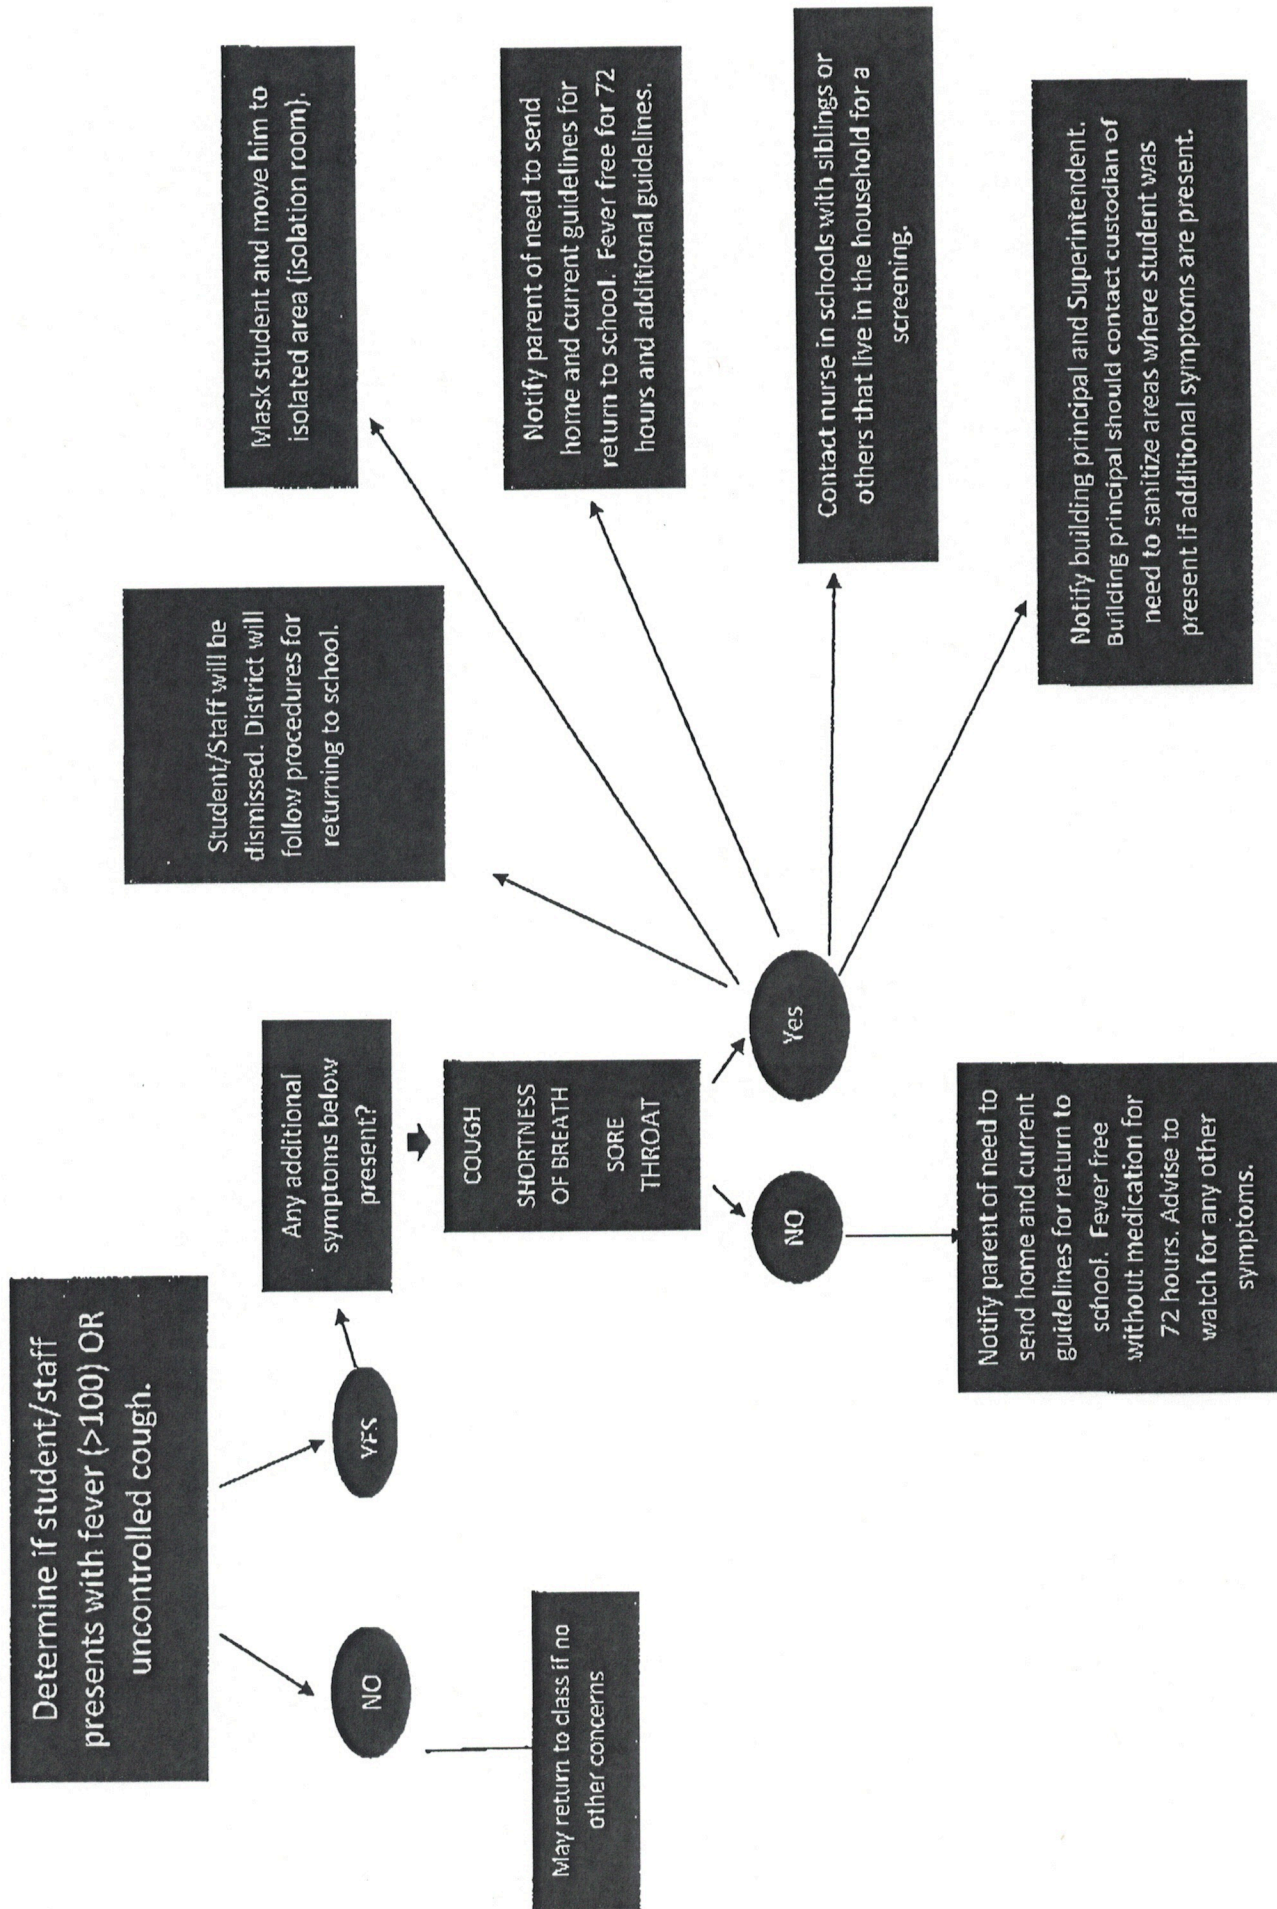 Determine if student/staff
presents with fever (>100) OR
uncontrolled cough.
NO
YES
May return to class if no
other concerns
Any additional
symptoms below
present?
COUGH
SHORTNESS
OF BREATH
SORE
THROAT
NO
Yes
Notify parent of need to
send home and current
guidelines for return to
school. Fever free
without medication for
72 hours. Advise to
watch for any other
symptoms.
Student/Staff will be
dismissed. District will
follow procedures for
returning to school.
Mask student and move him to
isolated area (isolation room).
Notify parent of need to send
home and current guidelines for
return to school. Fever free for 72
hours and additional guidelines.
Contact nurse in schools with siblings or
others that live in the household for a
screening.
Notify building principal and Superintendent.
Building principal should contact custodian of
need to sanitize areas where student was
present if additional symptoms are present.